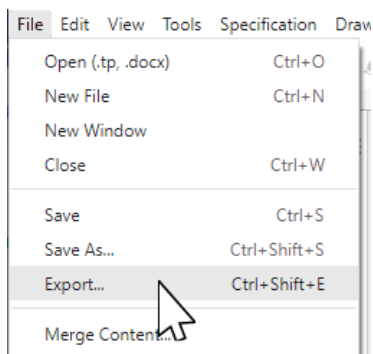 File Edit View Tools Specification Draw
Open (.tp, .docx) Ctrl+O
New File Ctrl+N
New Window
Close Ctrl+W
Save Ctrl+S
Save As... Ctrl+Shift+S
Export... Ctrl+Shift+E
Merge Content...